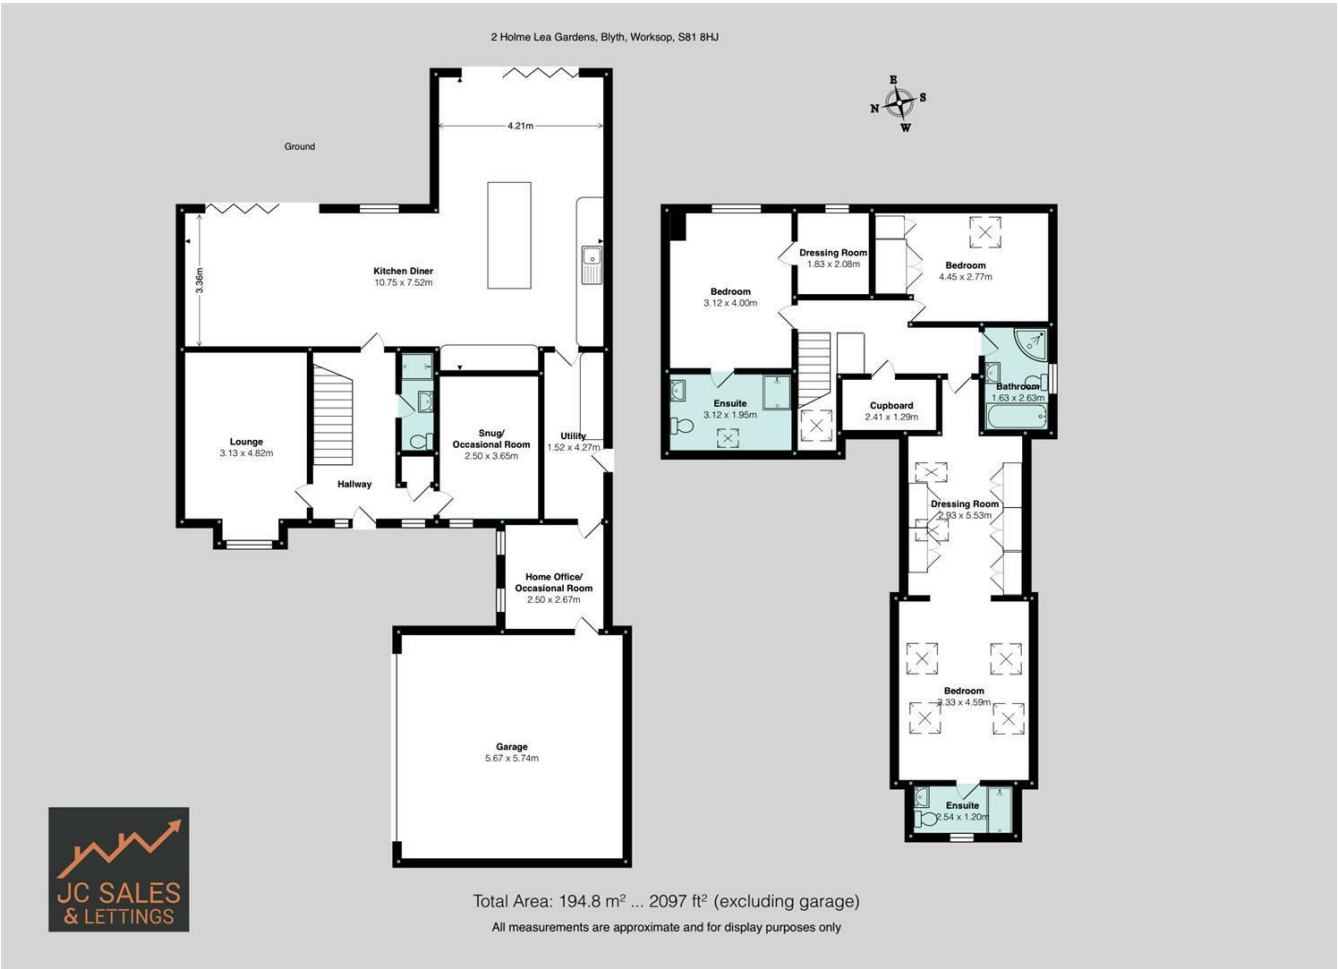 2 Holme Lea Gardens, Blyth, Worksop, S81 8HJ
E
N
S
W
Ground
4.21m
3.36m
Kitchen Diner
10.75 x 7.52m
Lounge
3.13 x 4.82m
Hallway
Snug/
Occasional Room
2.50 x 3.65m
Utility
1.52 x 4.27m
Home Office/
Occasional Room
2.50 x 2.67m
Garage
5.67 x 5.74m
Bedroom
3.12 x 4.00m
Dressing Room
1.83 x 2.08m
Bedroom
4.45 x 2.77m
Ensuite
3.12 x 1.95m
Cupboard
2.41 x 1.29m
Bathroom
1.63 x 2.63m
Dressing Room
2.93 x 5.53m
Bedroom
3.33 x 4.59m
Ensuite
2.54 x 1.20m
JC SALES
& LETTINGS
Total Area: 194.8 m² ... 2097 ft² (excluding garage)
All measurements are approximate and for display purposes only